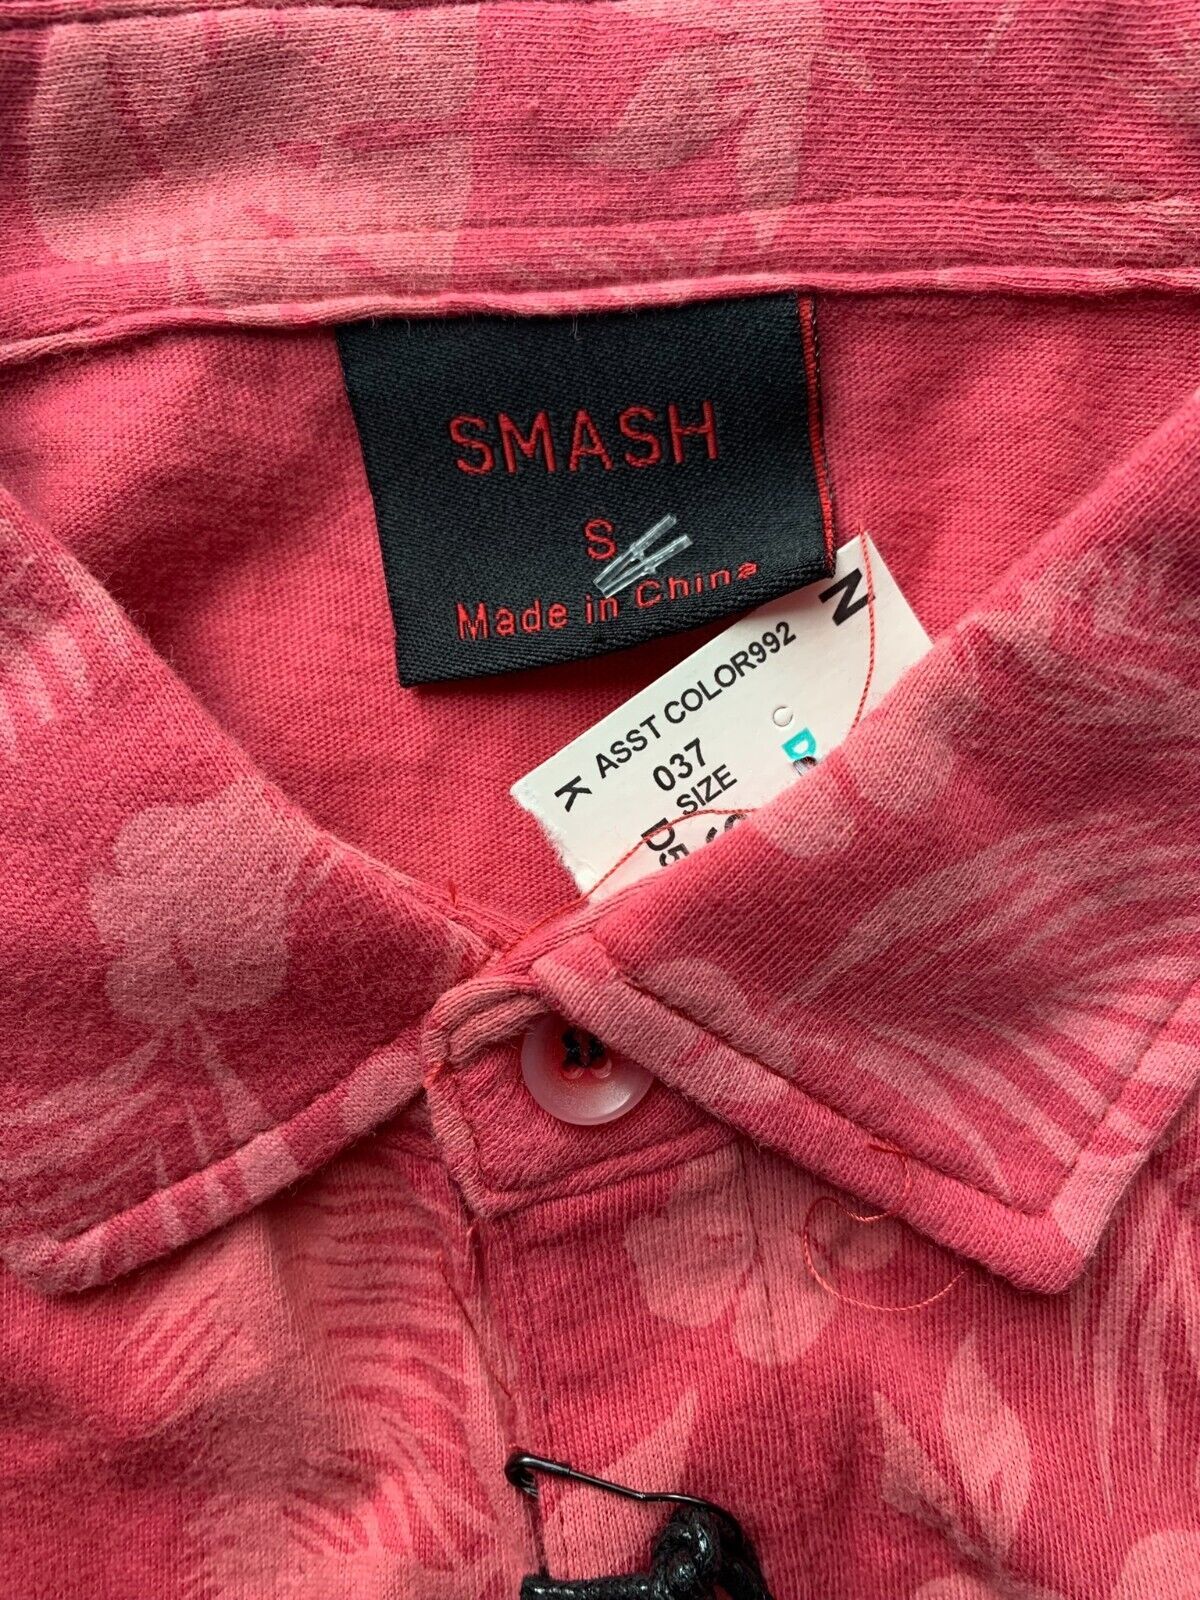 SMASH
S
Made in China
N
K ASST COLOR992
037
SIZE